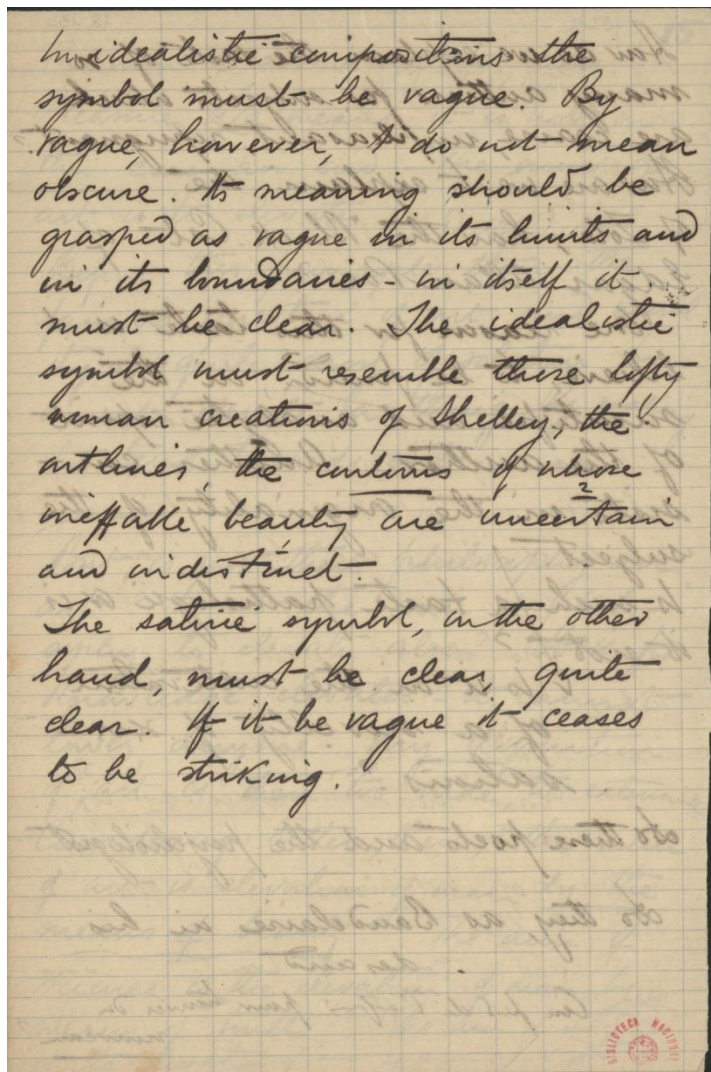 In idealistic compositions the
symbol must be vague. By
vague, however, I do not mean
obscure. Its meaning should be
grasped as vague in its limits and
in its boundaries - in itself it
must be clear. The idealistic
symbol must resemble those lofty
woman creations of Shelley, the
outlines, the contours of whose
ineffable beauty are uncertain
and indistinct.
The satiric symbol, on the other
hand, must be clear, quite
clear. If it be vague it ceases
to be striking.
BIBLIOTECA NACIONAL